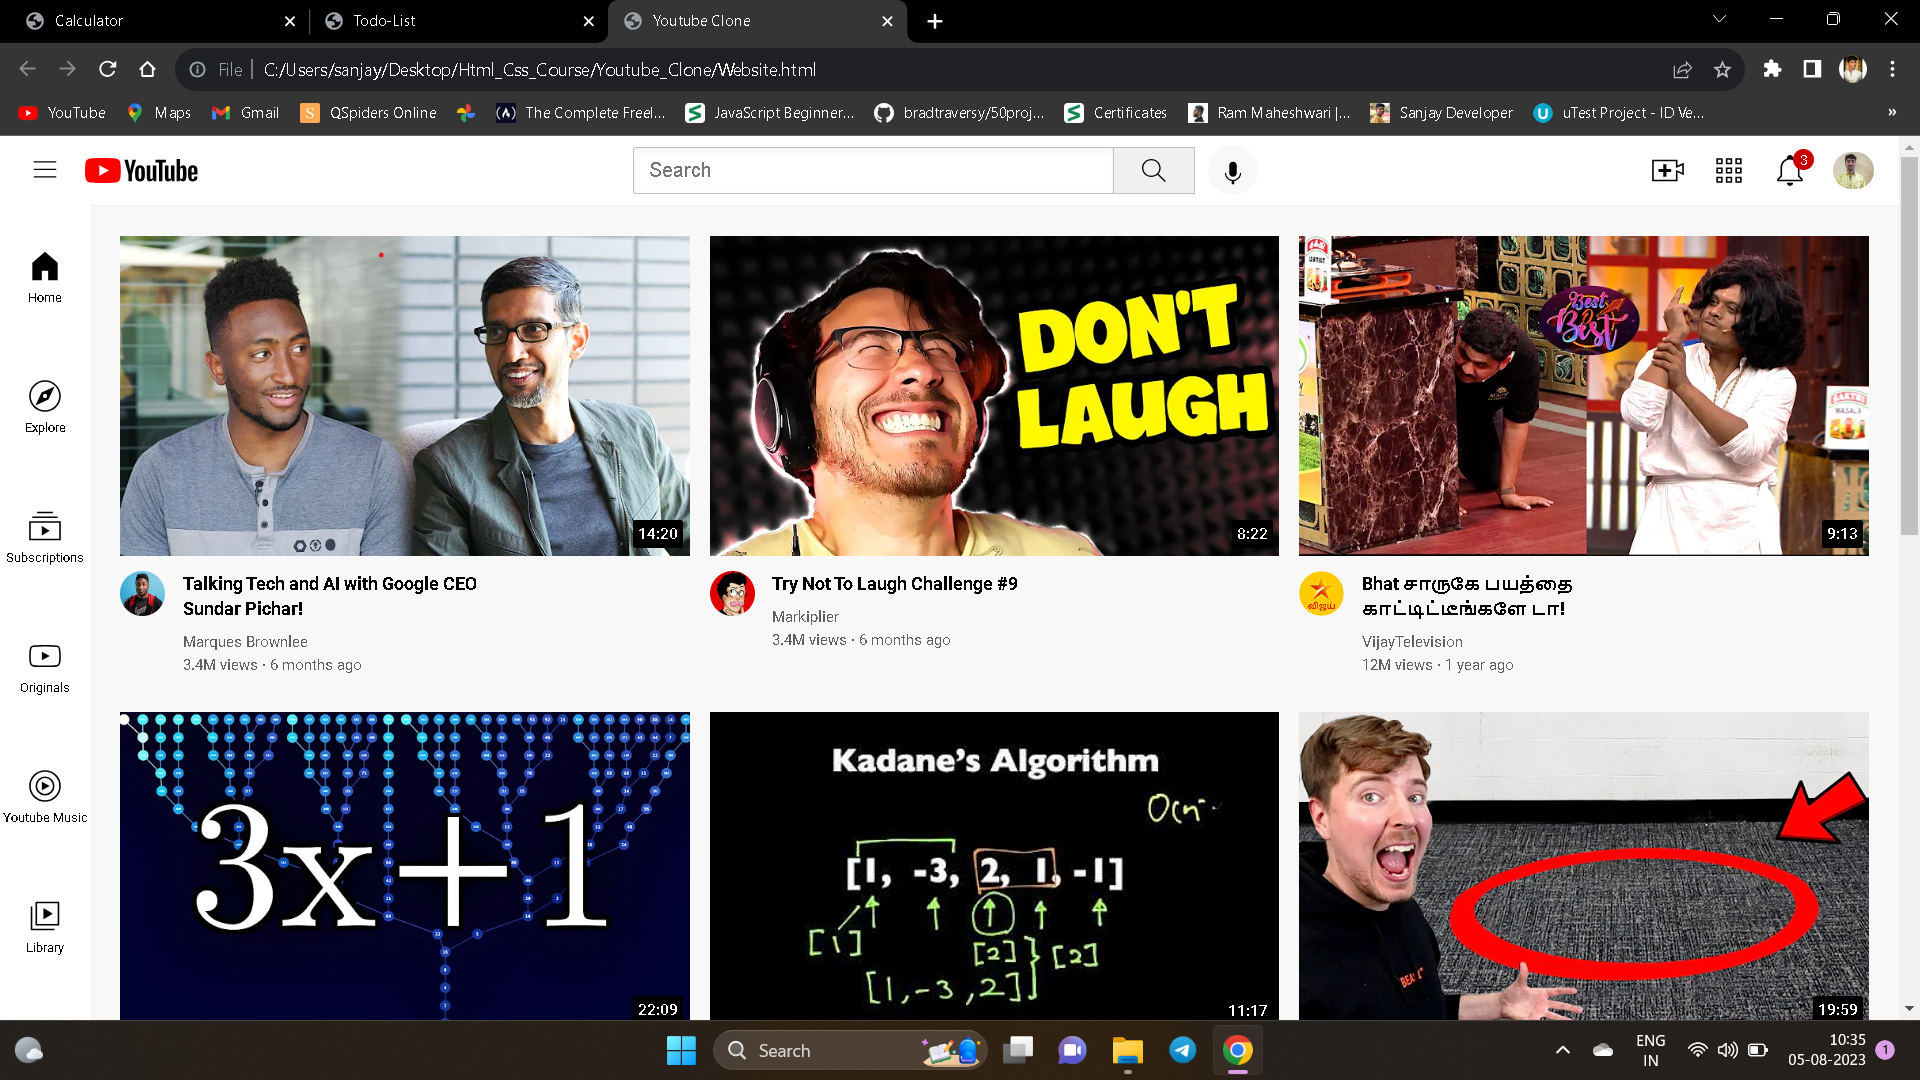 Calculator
Todo-List
Youtube Clone
File
C:/Users/sanjay/Desktop/Html_Css_Course/Youtube_Clone/Website.html
YouTube
Maps
Gmail
QSpiders Online
The Complete Freel...
JavaScript Beginner...
bradtraversy/50proj...
Certificates
Ram Maheshwari |...
Sanjay Developer
uTest Project - ID Ve...
»
YouTube
Search
3
Home
Explore
Subscriptions
Originals
Youtube Music
Library
14:20
Talking Tech and AI with Google CEO
Sundar Pichar!
Marques Brownlee
3.4M views · 6 months ago
DON'T
LAUGH
8:22
Try Not To Laugh Challenge #9
Markiplier
3.4M views · 6 months ago
Best
Best
MASALA
9:13
விஜய்
Bhat சாருகே பயத்தை
காட்டிட்டீங்களே டா!
VijayTelevision
12M views · 1 year ago
3x+1
22:09
Kadane's Algorithm
[1, -3, 2, 1, -1]
[1]
[2]
[2]
[1, -3, 2]
11:17
19:59
Search
ENG
IN
10:35
05-08-2023
1